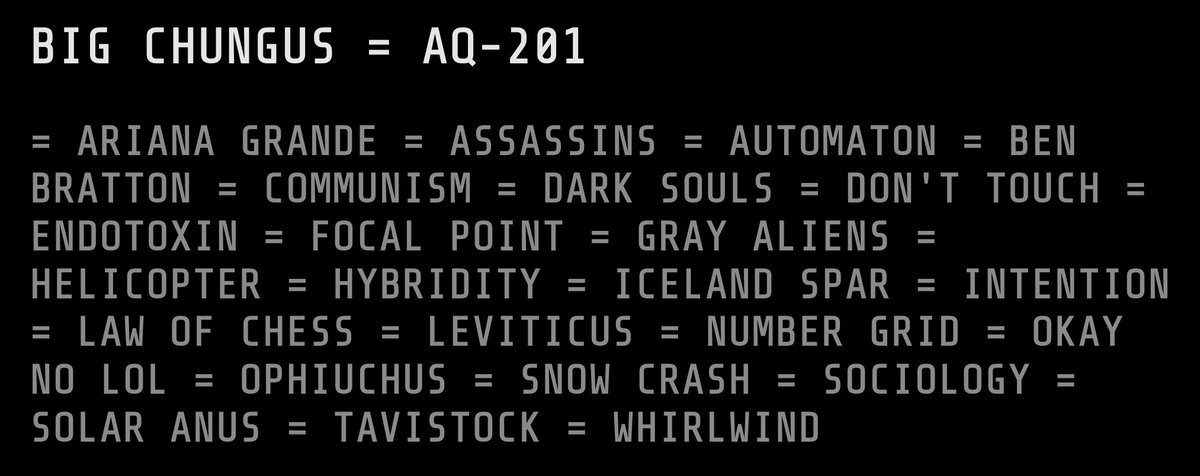 BIG CHUNGUS = AQ-201
= ARIANA GRANDE = ASSASSINS = AUTOMATON = BEN
BRATTON = COMMUNISM = DARK SOULS = DON'T TOUCH =
ENDOTOXIN = FOCAL POINT = GRAY ALIENS =
HELICOPTER = HYBRIDITY = ICELAND SPAR = INTENTION
= LAW OF CHESS = LEVITICUS = NUMBER GRID = OKAY
NO LOL = OPHIUCHUS = SNOW CRASH = SOCIOLOGY =
SOLAR ANUS = TAVISTOCK = WHIRLWIND